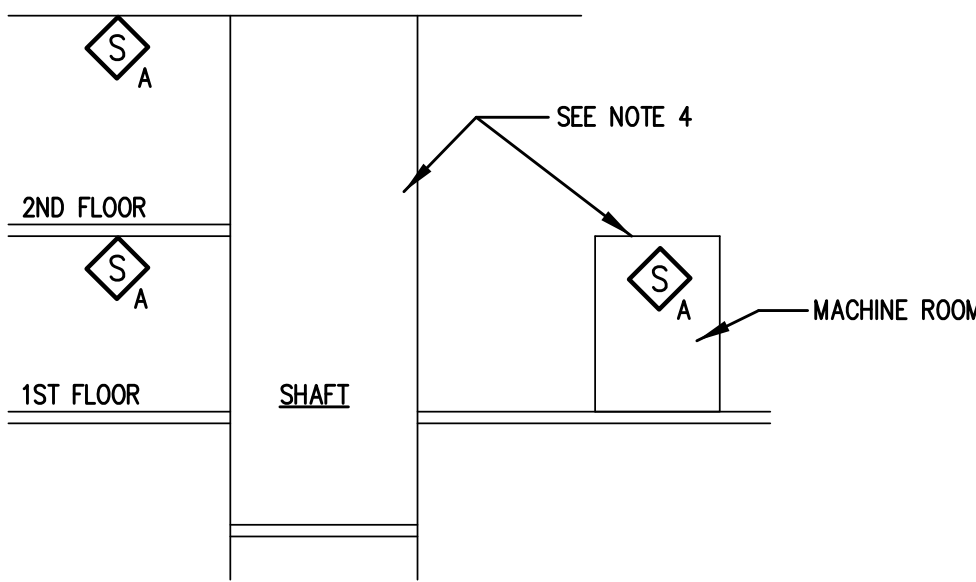 S
A
SEE NOTE 4
2ND FLOOR
S
A
S
A
MACHINE ROOM
1ST FLOOR
SHAFT